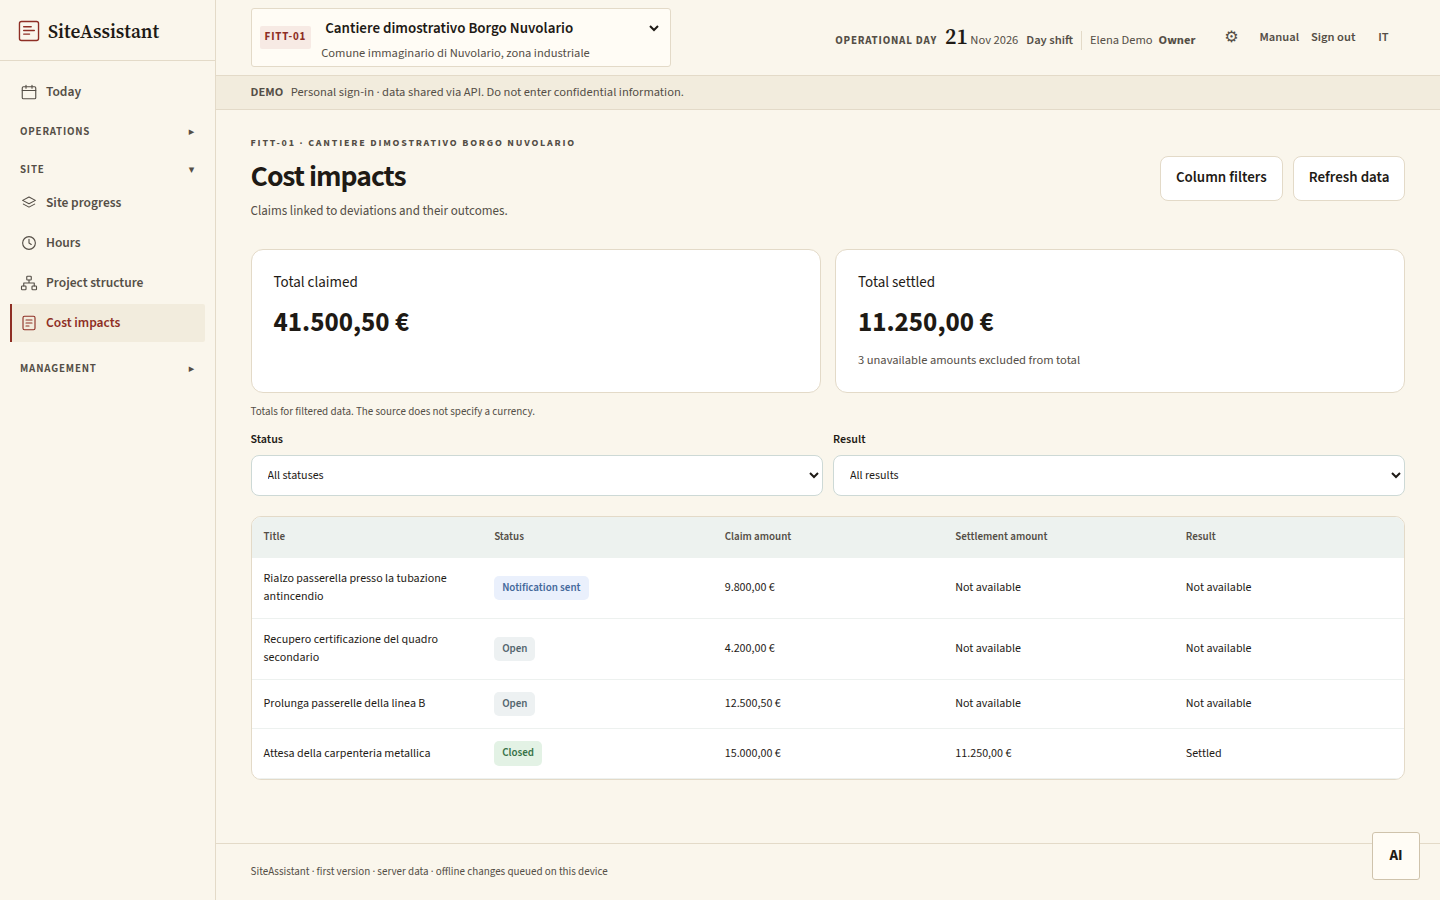 SiteAssistant
Today
OPERATIONS
SITE
Site progress
Hours
Project structure
Cost impacts
MANAGEMENT
FITT-01
Cantiere dimostrativo Borgo Nuvolario
Comune immaginario di Nuvolario, zona industriale
OPERATIONAL DAY 21 Nov 2026 Day shift Elena Demo Owner
Manual Sign out IT
DEMO Personal sign-in · data shared via API. Do not enter confidential information.
FITT-01 · CANTIERE DIMOSTRATIVO BORGO NUVOLARIO
Cost impacts
Claims linked to deviations and their outcomes.
Column filters
Refresh data
Total claimed
41.500,50 €
Total settled
11.250,00 €
3 unavailable amounts excluded from total
Totals for filtered data. The source does not specify a currency.
Status
All statuses
Result
All results
Title Status Claim amount Settlement amount Result
Rialzo passerella presso la tubazione
antincendio
Notification sent 9.800,00 € Not available Not available
Recupero certificazione del quadro
secondario
Open 4.200,00 € Not available Not available
Prolunga passerelle della linea B Open 12.500,50 € Not available Not available
Attesa della carpenteria metallica Closed 15.000,00 € 11.250,00 € Settled
SiteAssistant · first version · server data · offline changes queued on this device
AI